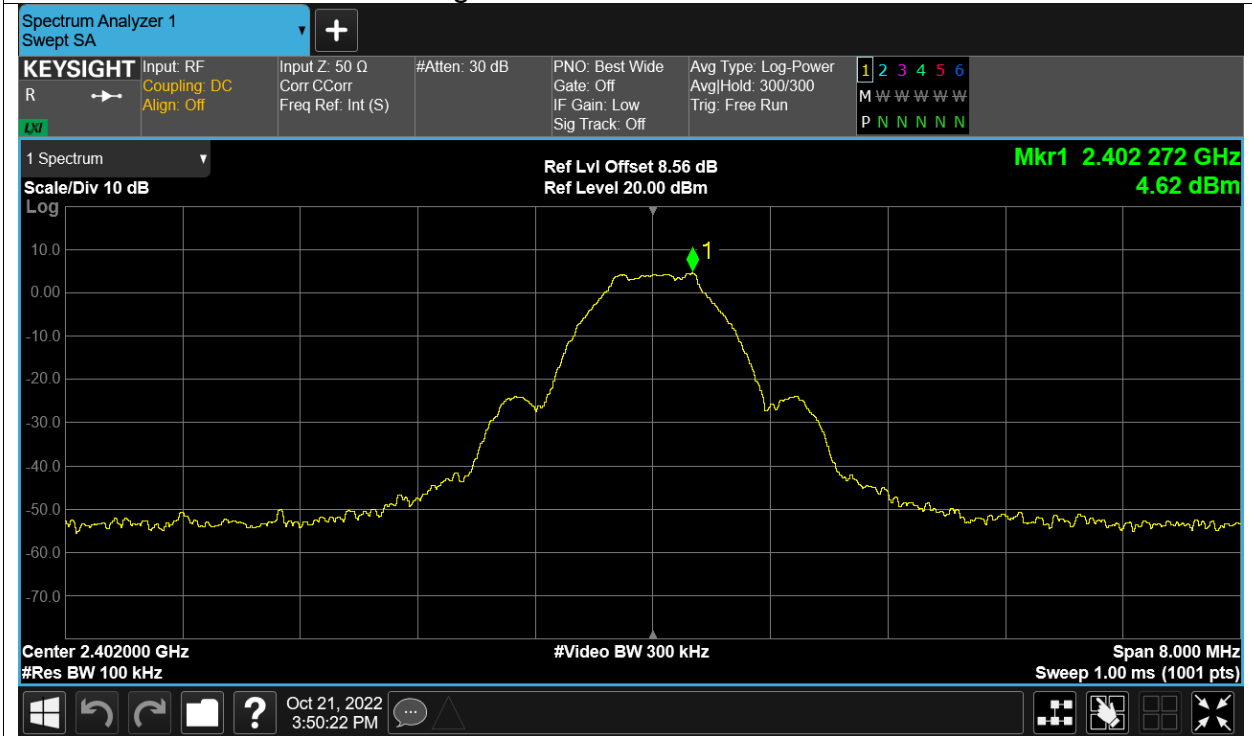 Spectrum Analyzer 1
Swept SA
+
KEYSIGHT
R
LXI
Input: RF
Coupling: DC
Align: Off
Input Z: 50 Ω
Corr CCorr
Freq Ref: Int (S)
#Atten: 30 dB
PNO: Best Wide
Gate: Off
IF Gain: Low
Sig Track: Off
Avg Type: Log-Power
Avg|Hold: 300/300
Trig: Free Run
1 2 3 4 5 6
M W W W W W W
P N N N N N N
1 Spectrum
Ref Lvl Offset 8.56 dB
Mkr1 2.402 272 GHz
Scale/Div 10 dB
Ref Level 20.00 dBm
4.62 dBm
Log
1
10.0
0.00
-10.0
-20.0
-30.0
-40.0
-50.0
-60.0
-70.0
Center 2.402000 GHz
#Video BW 300 kHz
Span 8.000 MHz
#Res BW 100 kHz
Sweep 1.00 ms (1001 pts)
?
Oct 21, 2022
3:50:22 PM